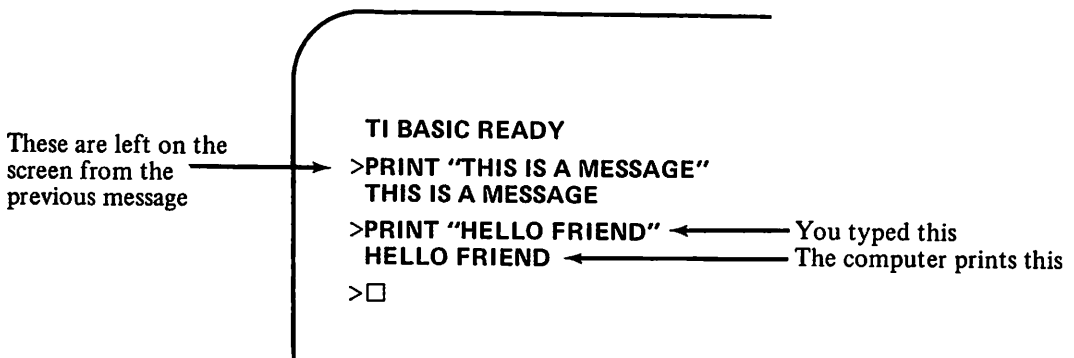 TI BASIC READY
These are left on the
screen from the
previous message
>PRINT “THIS IS A MESSAGE”
THIS IS A MESSAGE
>PRINT “HELLO FRIEND”
You typed this
HELLO FRIEND
The computer prints this
>□